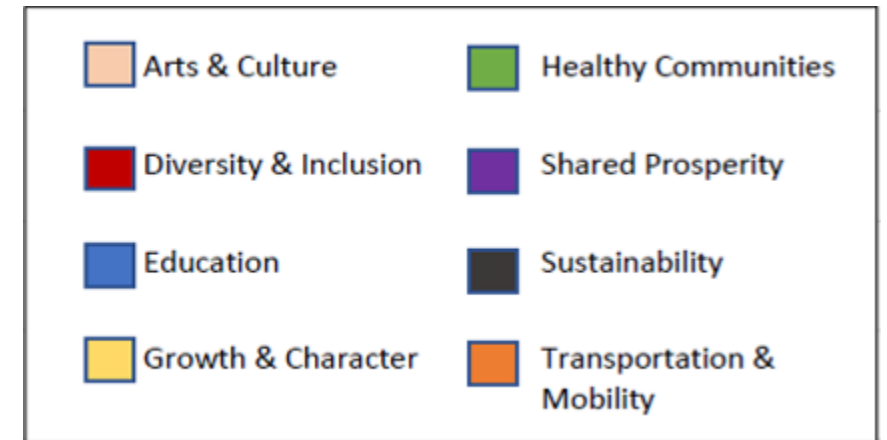 Arts & Culture
Healthy Communities
Diversity & Inclusion
Shared Prosperity
Education
Sustainability
Growth & Character
Transportation &
Mobility